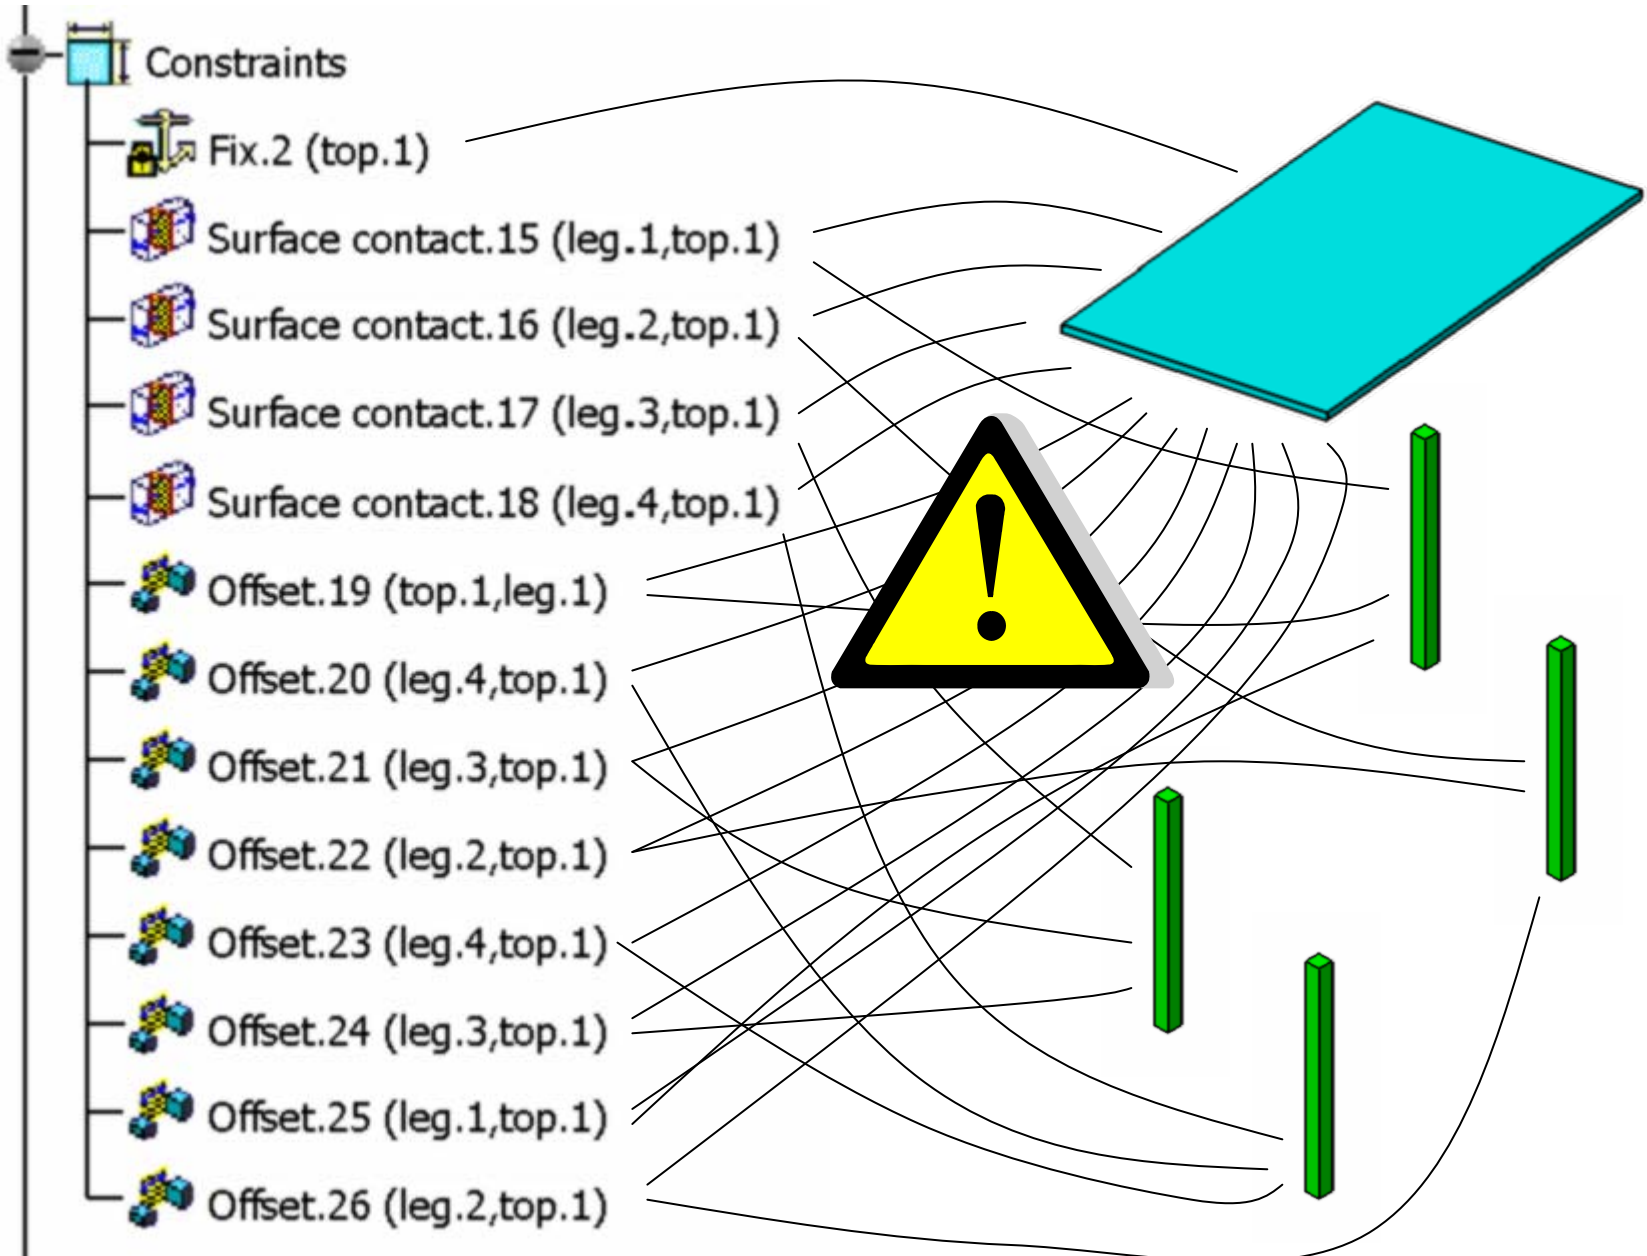 Constraints
Fix.2 (top.1)
Surface contact.15 (leg.1,top.1)
Surface contact.16 (leg.2,top.1)
Surface contact.17 (leg.3,top.1)
Surface contact.18 (leg.4,top.1)
Offset.19 (top.1,leg.1)
Offset.20 (leg.4,top.1)
Offset.21 (leg.3,top.1)
Offset.22 (leg.2,top.1)
Offset.23 (leg.4,top.1)
Offset.24 (leg.3,top.1)
Offset.25 (leg.1,top.1)
Offset.26 (leg.2,top.1)
!